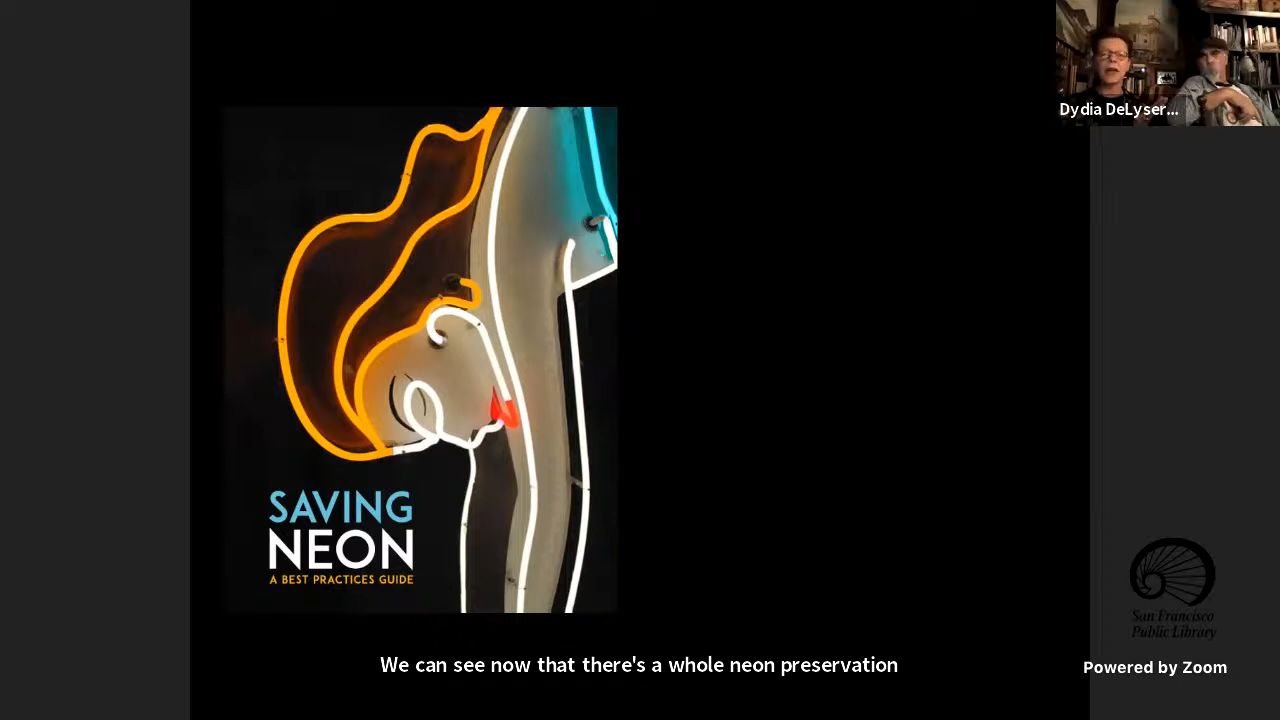 Dydia DeLyser...
SAVING
NEON
A BEST PRACTICES GUIDE
San Francisco
Public Library
We can see now that there's a whole neon preservation
Powered by Zoom